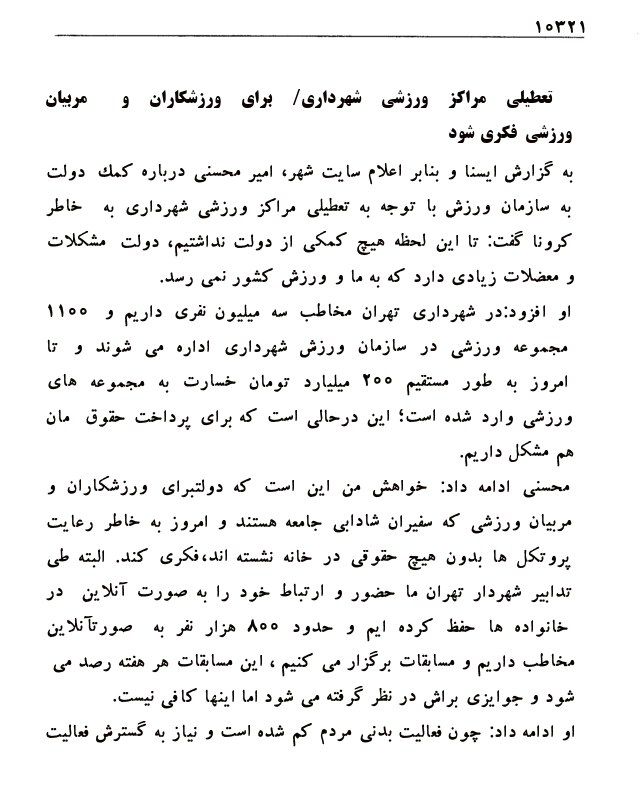 ۱۰۳۲۱
تعطیلی مراکز ورزشی شهرداری/ برای ورزشکاران و مربیان
ورزشی فکری شود
به گزارش ایسنا و بنابر اعلام سایت شهر، امیر محسنی درباره کمک دولت
به سازمان ورزش با توجه به تعطیلی مراکز ورزشی شهرداری به خاطر
کرونا گفت: تا این لحظه هیچ کمکی از دولت نداشتیم، دولت مشکلات
و معضلات زیادی دارد که به ما و ورزش کشور نمی رسد.
او افزود:در شهرداری تهران مخاطب سه میلیون نفری داریم و ۱۱۰۰
مجموعه ورزشی در سازمان ورزش شهرداری اداره می شوند و تا
امروز به طور مستقیم ۲۰۰ میلیارد تومان خسارت به مجموعه های
ورزشی وارد شده است؛ این درحالی است که برای پرداخت حقوق مان
هم مشکل داریم.
محسنی ادامه داد: خواهش من این است که دولتبرای ورزشکاران و
مربیان ورزشی که سفیران شادابی جامعه هستند و امروز به خاطر رعایت
پروتکل ها بدون هیچ حقوقی در خانه نشسته اند،فکری کند. البته طی
تدابیر شهردار تهران ما حضور و ارتباط خود را به صورت آنلاین در
خانواده ها حفظ کرده ایم و حدود ۸۰۰ هزار نفر به صورتآنلاین
مخاطب داریم و مسابقات برگزار می کنیم ، این مسابقات هر هفته رصد می
شود و جوایزی براش در نظر گرفته می شود اما اینها کافی نیست.
او ادامه داد: چون فعالیت بدنی مردم کم شده است و نیاز به گسترش فعالیت